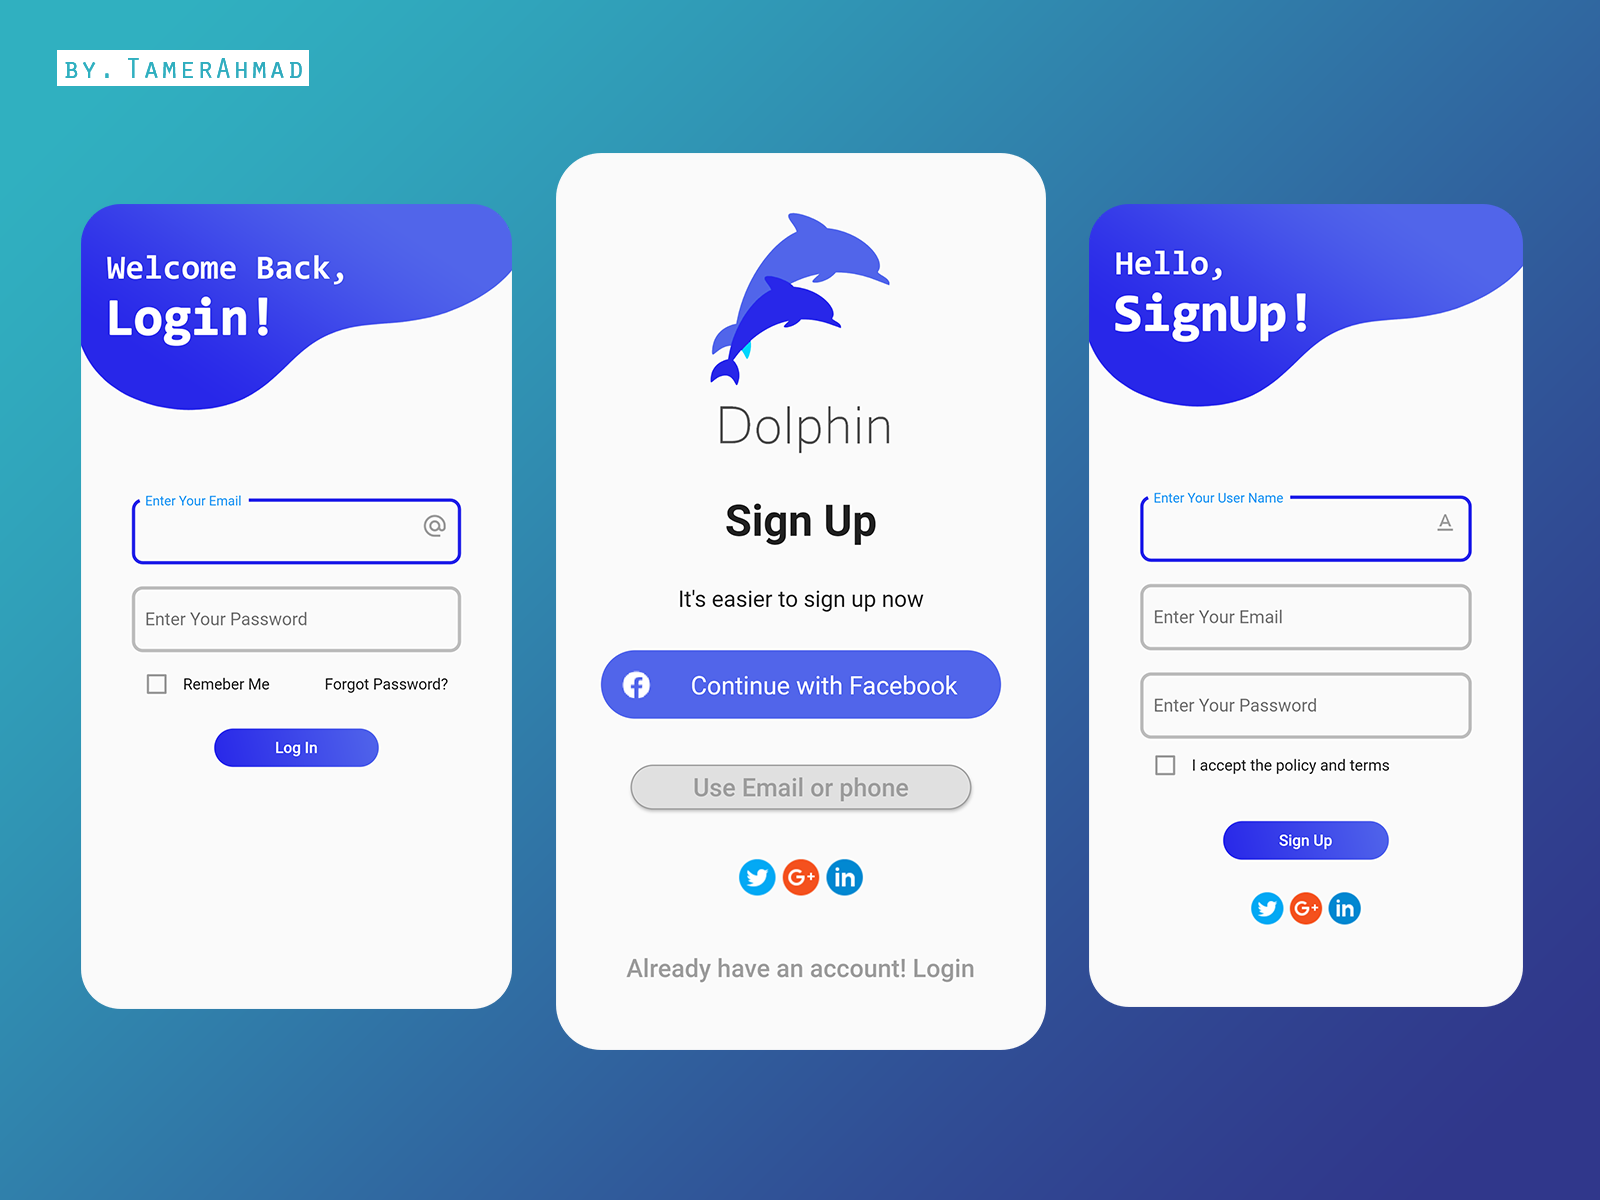 BY. TAMERAHMAD
Welcome Back,
Login!
Enter Your Email
@
Enter Your Password
Remeber Me
Forgot Password?
Log In
Dolphin
Sign Up
It's easier to sign up now
Continue with Facebook
Use Email or phone
G+
in
Already have an account! Login
Hello,
SignUp!
Enter Your User Name
A
Enter Your Email
Enter Your Password
I accept the policy and terms
Sign Up
G+
in